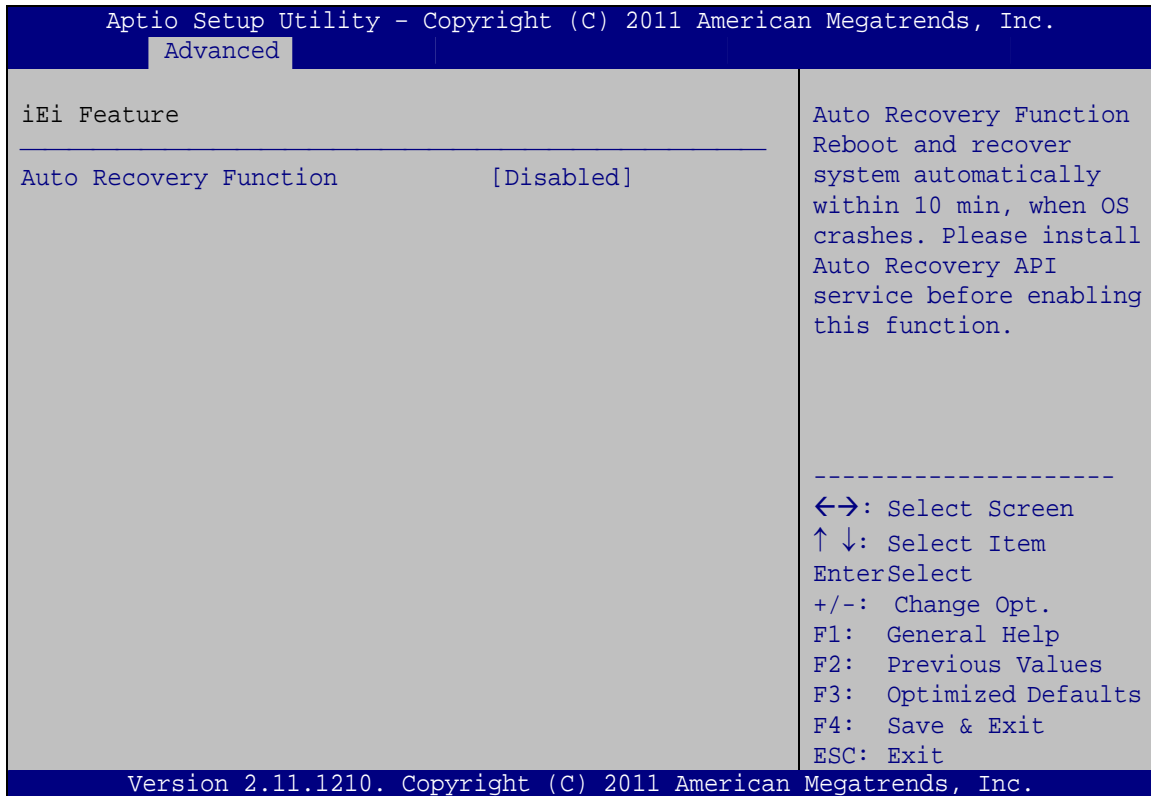 Aptio Setup Utility – Copyright (C) 2011 American Megatrends, Inc.
Advanced
iEi Feature
Auto Recovery Function [Disabled]
Auto Recovery Function
Reboot and recover
system automatically
within 10 min, when OS
crashes. Please install
Auto Recovery API
service before enabling
this function.
---------------------
←→: Select Screen
↑ ↓: Select Item
EnterSelect
+/-: Change Opt.
F1: General Help
F2: Previous Values
F3: Optimized Defaults
F4: Save & Exit
ESC: Exit
Version 2.11.1210. Copyright (C) 2011 American Megatrends, Inc.